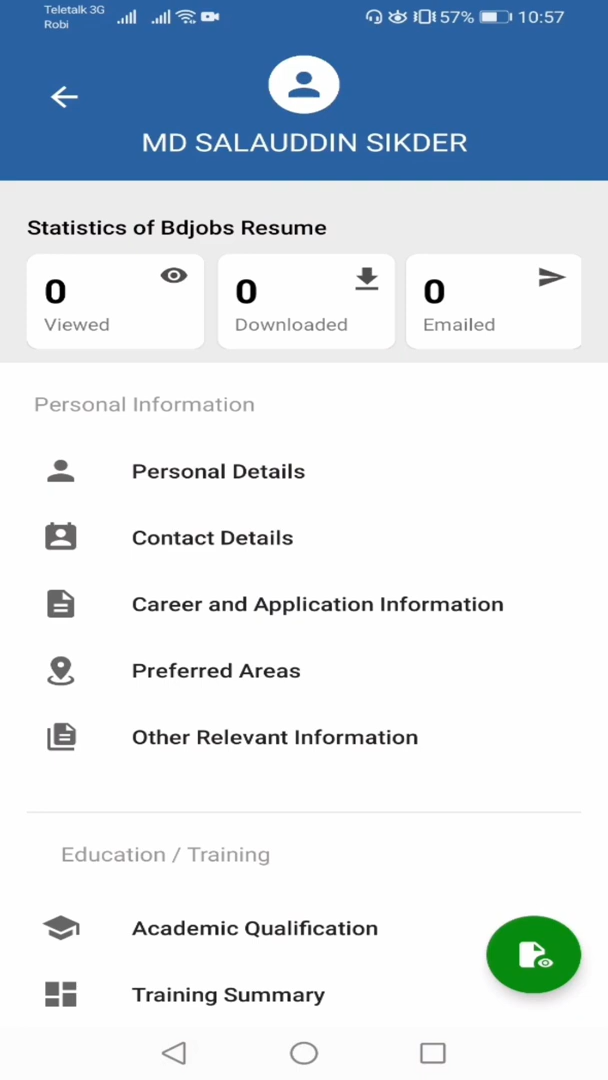 Teletalk 3G
Robi
57% 10:57
MD SALAUDDIN SIKDER
Statistics of Bdjobs Resume
0 0 0
Viewed Downloaded Emailed
Personal Information
Personal Details
Contact Details
Career and Application Information
Preferred Areas
Other Relevant Information
Education / Training
Academic Qualification
Training Summary